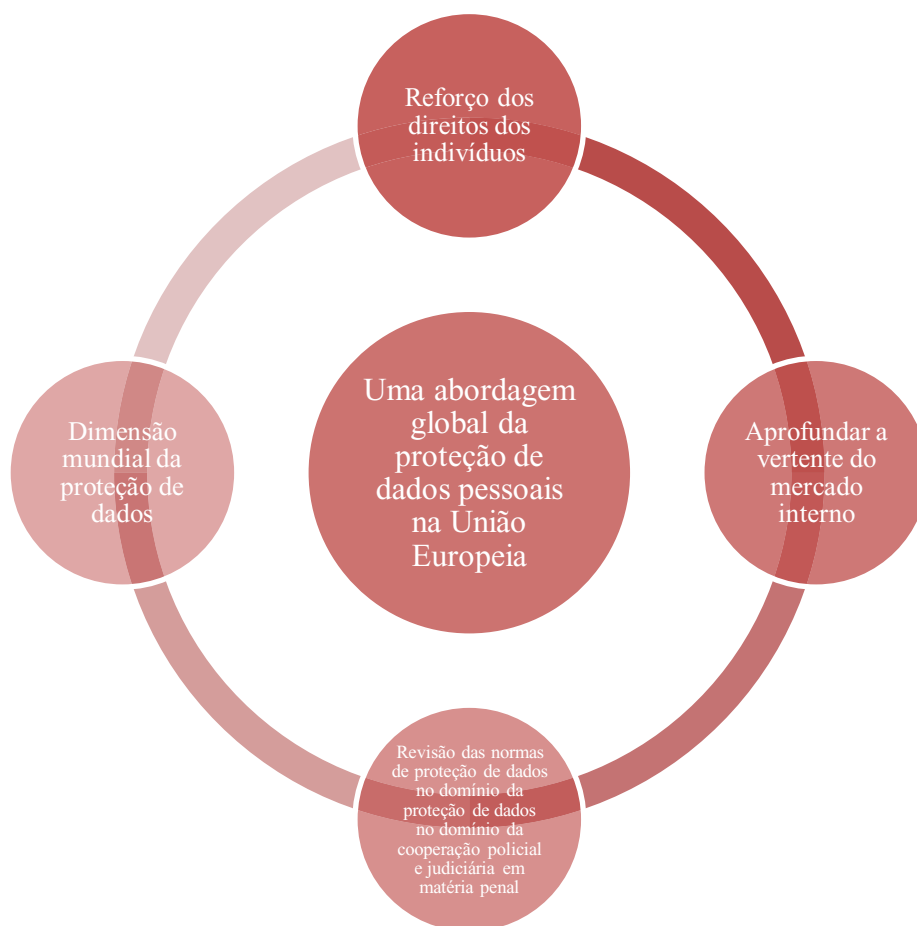 Reforço dos
direitos dos
indivíduos
Uma abordagem
global da
proteção de
dados pessoais
na União
Europeia
Dimensão
mundial da
proteção de
dados
Aprofundar a
vertente do
mercado
interno
Revisão das normas
de proteção de dados
no domínio da
proteção de dados
no domínio da
cooperação policial
e judiciária em
matéria penal